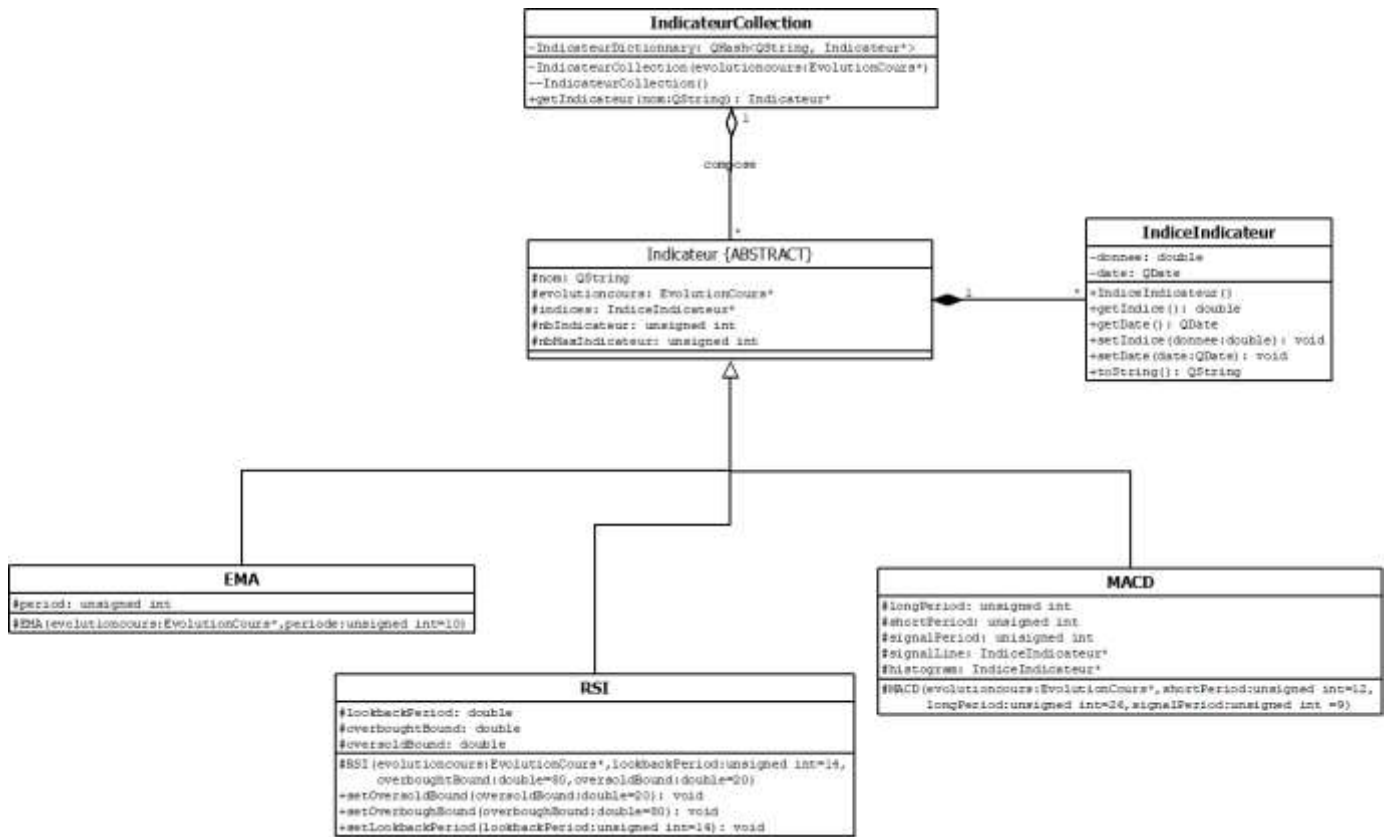 IndicateurCollection
-IndicateurDictionnary: QHash<QString, Indicateur*>
-IndicateurCollection(evolutioncours:EvolutionCours*)
-~IndicateurCollection()
+getIndicateur(nom:QString): Indicateur*
1
compose
*
Indicateur {ABSTRACT}
#nom: QString
#evolutioncours: EvolutionCours*
#indices: IndiceIndicateur*
#nbIndicateur: unsigned int
#nbMaxIndicateur: unsigned int
1
*
IndiceIndicateur
-donnee: double
-date: QDate
+IndiceIndicateur()
+getIndice(): double
+getDate(): QDate
+setIndice(donnee:double): void
+setDate(date:QDate): void
+toString(): QString
EMA
#period: unsigned int
#EMA(evolutioncours:EvolutionCours*,periode:unsigned int=10)
RSI
#lookbackPeriod: double
#overboughtBound: double
#oversoldBound: double
#RSI(evolutioncours:EvolutionCours*,lookbackPeriod:unsigned int=14,
overboughtBound:double=80,oversoldBound:double=20)
+setOversoldBound(oversoldBound:double=20): void
+setOverboughBound(overboughBound:double=80): void
+setLookbackPeriod(lookbackPeriod:unsigned int=14): void
MACD
#longPeriod: unsigned int
#shortPeriod: unsigned int
#signalPeriod: unisigned int
#signalLine: IndiceIndicateur*
#histogram: IndiceIndicateur*
#MACD(evolutioncours:EvolutionCours*,shortPeriod:unsigned int=12,
longPeriod:unsigned int=26,signalPeriod:unsigned int =9)